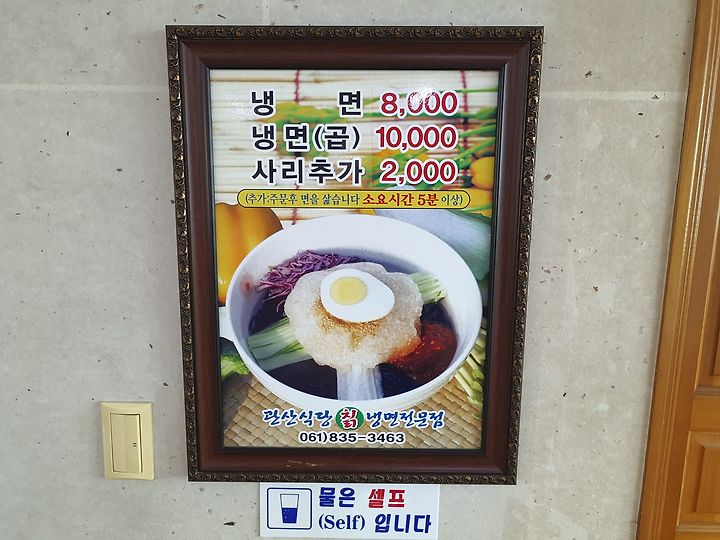 냉 면 8,000
냉면(곱) 10,000
사리추가 2,000
(추가:주문후 면을 삶습니다 소요시간 5분 이상)
관산식당 칡 냉면전문점
061)835-3463
물은 셀프
(Self) 입니다